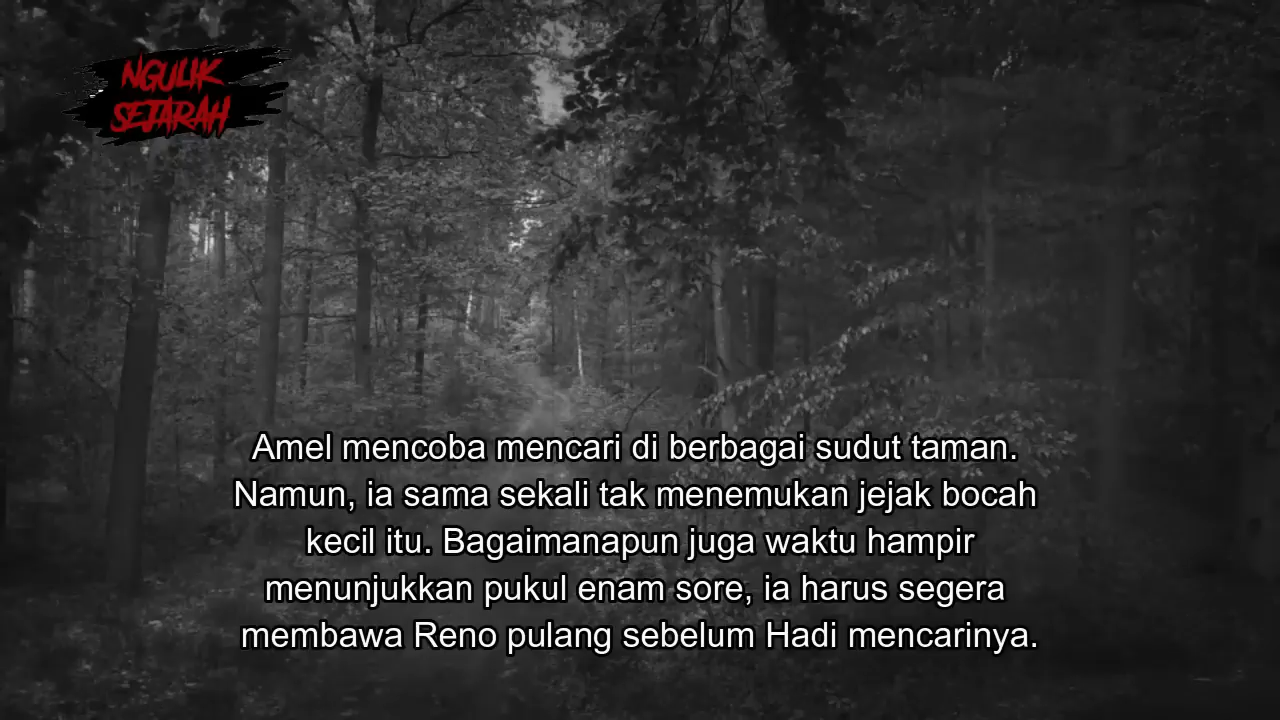 NGULIK
SEJARAH
Amel mencoba mencari di berbagai sudut taman.
Namun, ia sama sekali tak menemukan jejak bocah
kecil itu. Bagaimanapun juga waktu hampir
menunjukkan pukul enam sore, ia harus segera
membawa Reno pulang sebelum Hadi mencarinya.